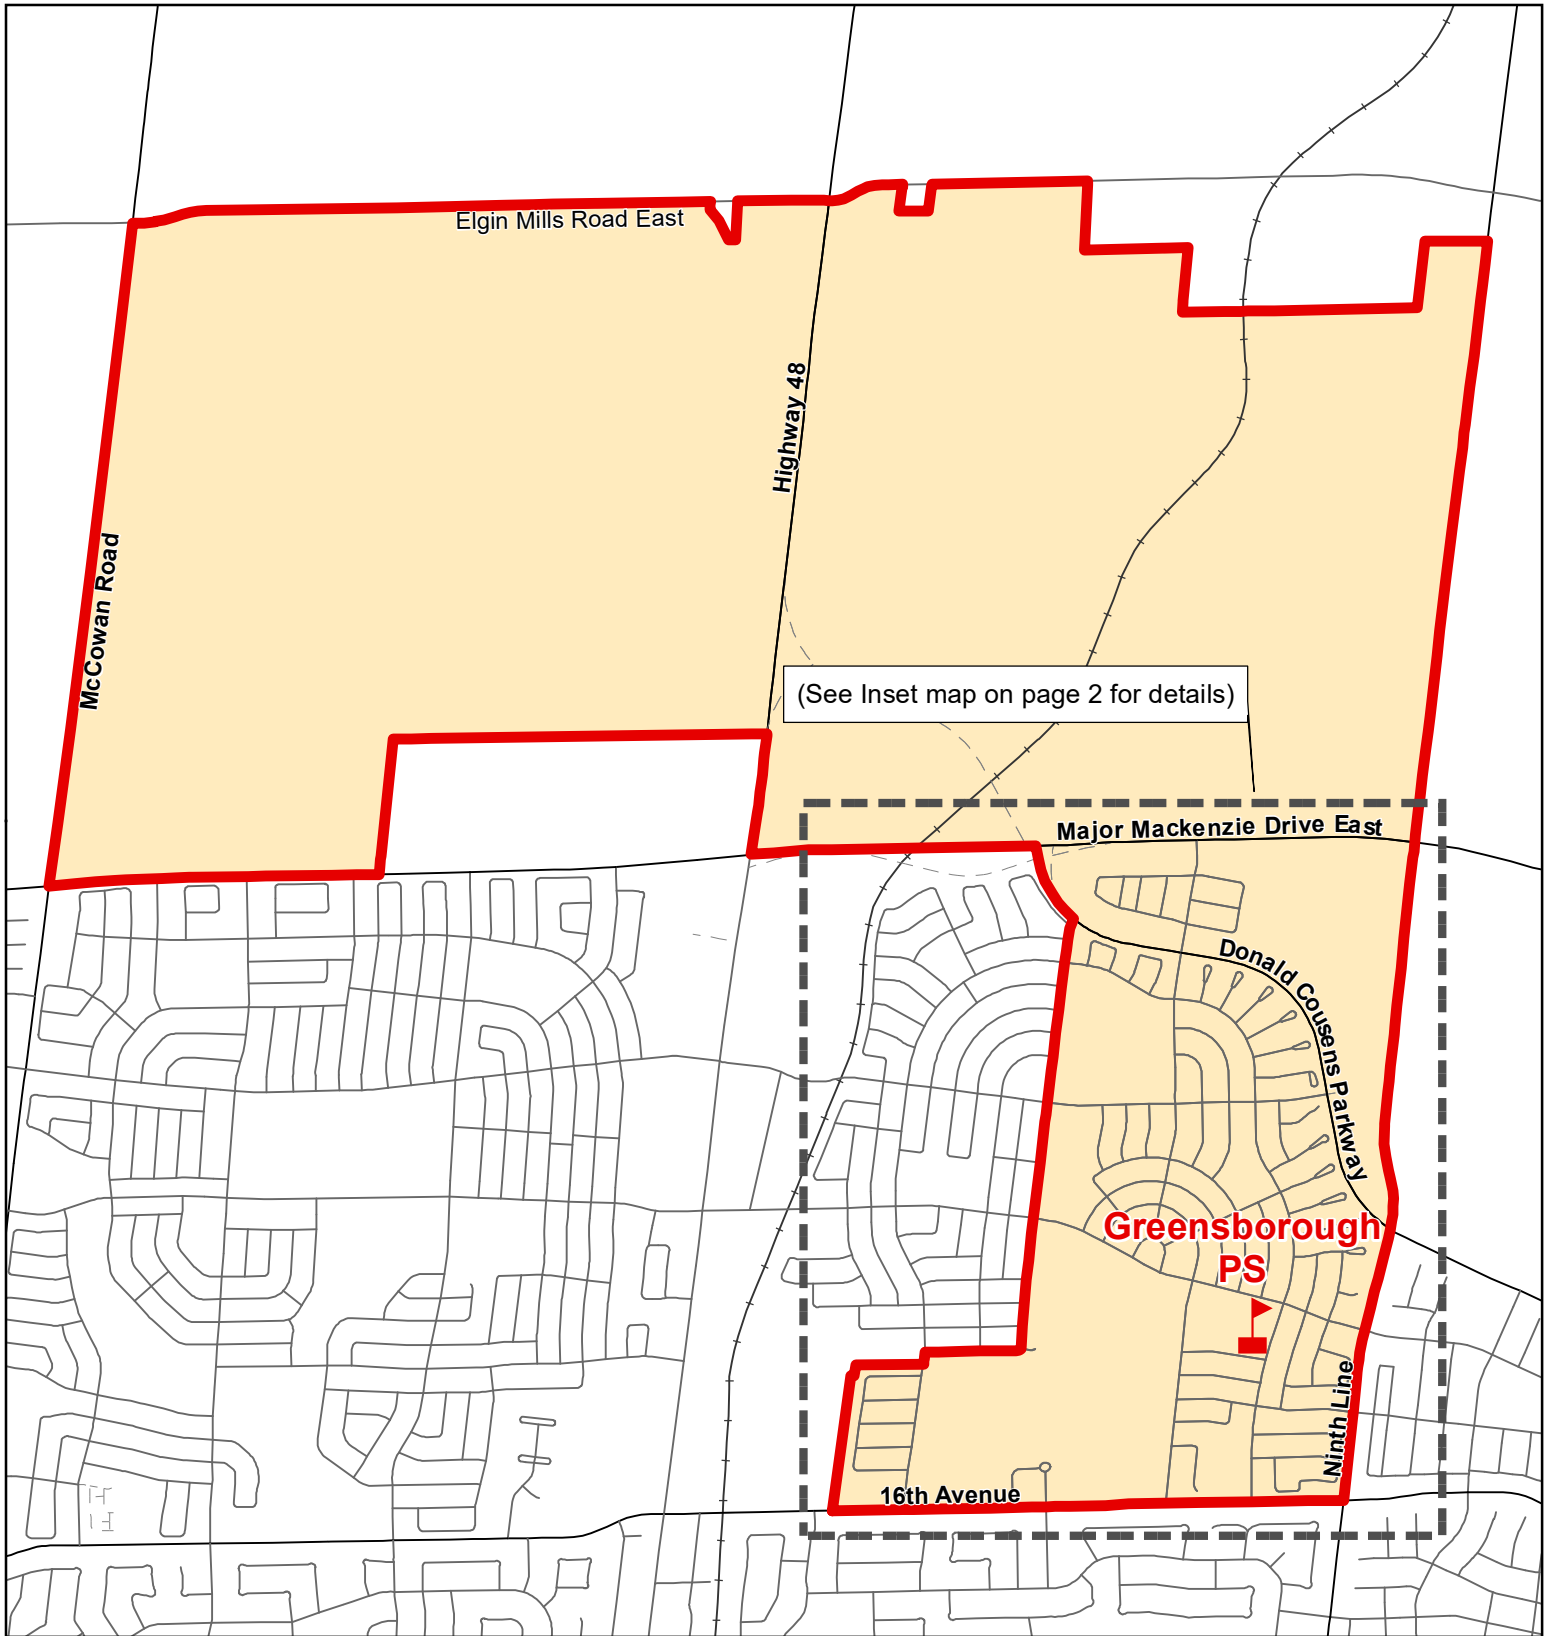 Elgin Mills Road East
Highway 48
McCowan Road
(See Inset map on page 2 for details)
Major Mackenzie Drive East
Donald Cousens Parkway
Greensborough
PS
Ninth Line
16th Avenue